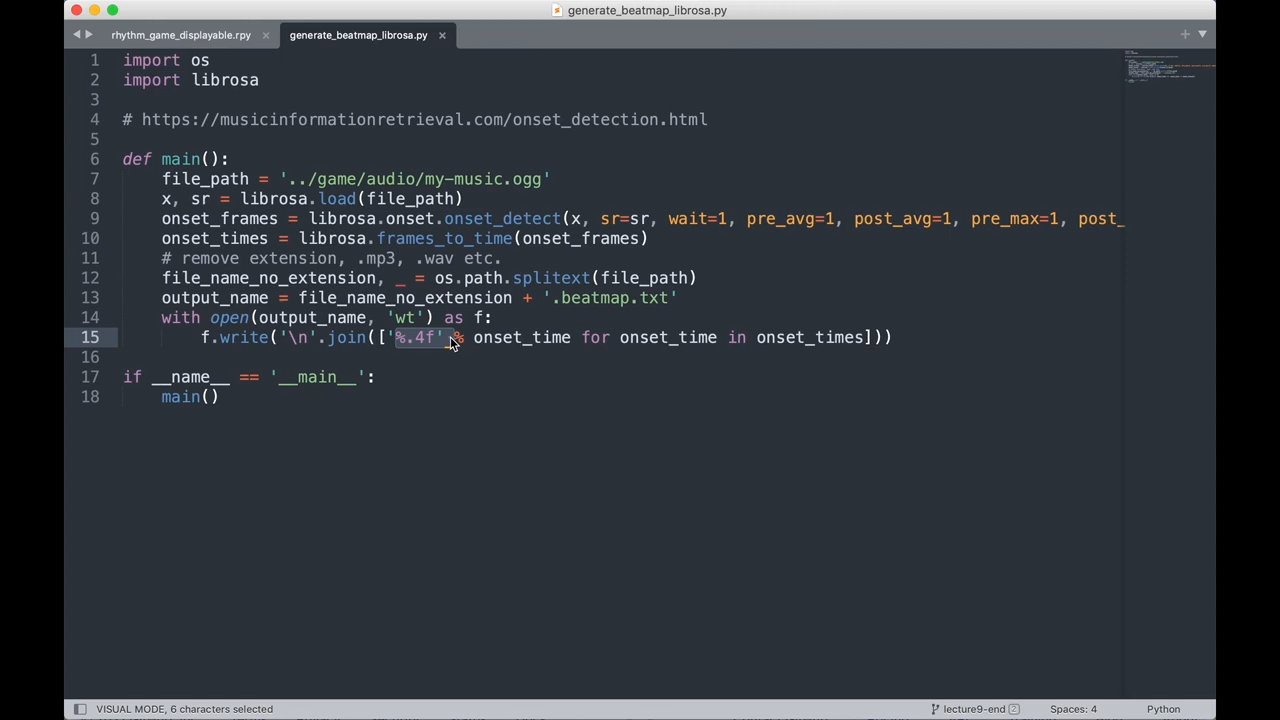 generate_beatmap_librosa.py
rhythm_game_displayable.rpy × generate_beatmap_librosa.py ×
1 import os
2 import librosa
3
4 # https://musicinformationretrieval.com/onset_detection.html
5
6 def main():
7 file_path = '../game/audio/my-music.ogg'
8 x, sr = librosa.load(file_path)
9 onset_frames = librosa.onset.onset_detect(x, sr=sr, wait=1, pre_avg=1, post_avg=1, pre_max=1, post_
10 onset_times = librosa.frames_to_time(onset_frames)
11 # remove extension, .mp3, .wav etc.
12 file_name_no_extension, _ = os.path.splitext(file_path)
13 output_name = file_name_no_extension + '.beatmap.txt'
14 with open(output_name, 'wt') as f:
15 f.write('\n'.join(['%.4f' % onset_time for onset_time in onset_times]))
16
17 if __name__ == '__main__':
18 main()
VISUAL MODE, 6 characters selected lecture9-end 2 Spaces: 4 Python